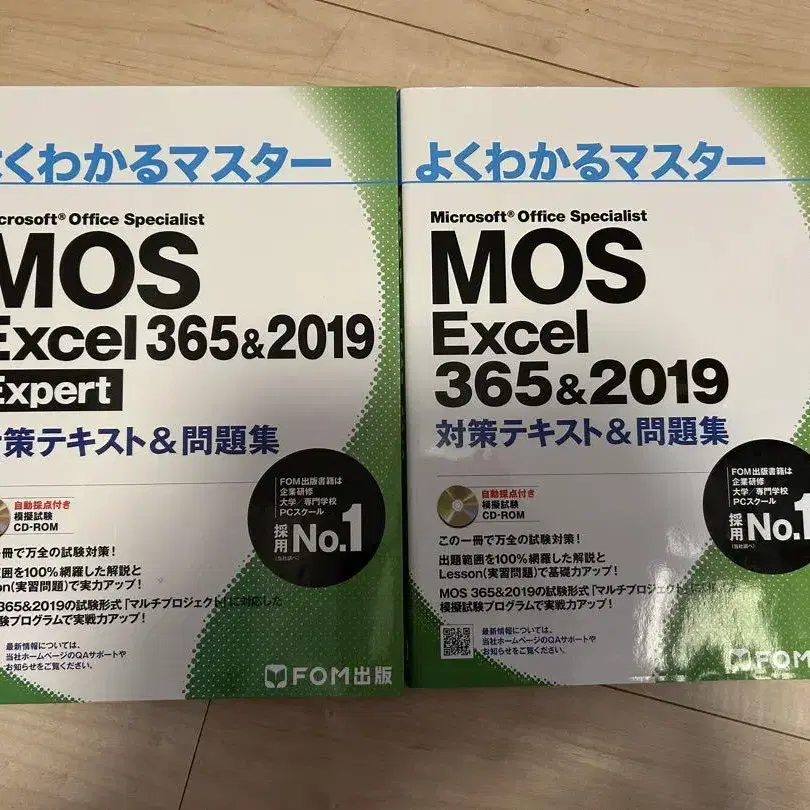 よくわかるマスター
crosoft® Office Specialist
MOS
Excel 365&2019
Expert
対策テキスト&問題集
自動採点付き
模擬試験
CD-ROM
FOM出版書籍は
企業研修
大学/専門学校
PCスクール
採用 No.1
(当社調べ)
の一冊で万全の試験対策!
範囲を100%網羅した解説と
on(実習問題)で実力アップ!
365&2019の試験形式「マルチプロジェクト」に対応した
験プログラムで実戦力アップ!
最新情報については、
当社ホームページのQAサポートや
お知らせをご覧ください。
FOM出版
よくわかるマスター
Microsoft® Office Specialist
MOS
Excel
365&2019
対策テキスト&問題集
自動採点付き
模擬試験
CD-ROM
FOM出版書籍は
企業研修
大学/専門学校
PCスクール
採用 No.1
(当社調べ)
この一冊で万全の試験対策!
出題範囲を100%網羅した解説と
Lesson(実習問題)で基礎力アップ!
MOS 365&2019の試験形式「マルチプロジェクト」
模擬試験プログラムで実戦力アップ!
最新情報については、
当社ホームページのQAサポートや
お知らせをご覧ください。
FOM